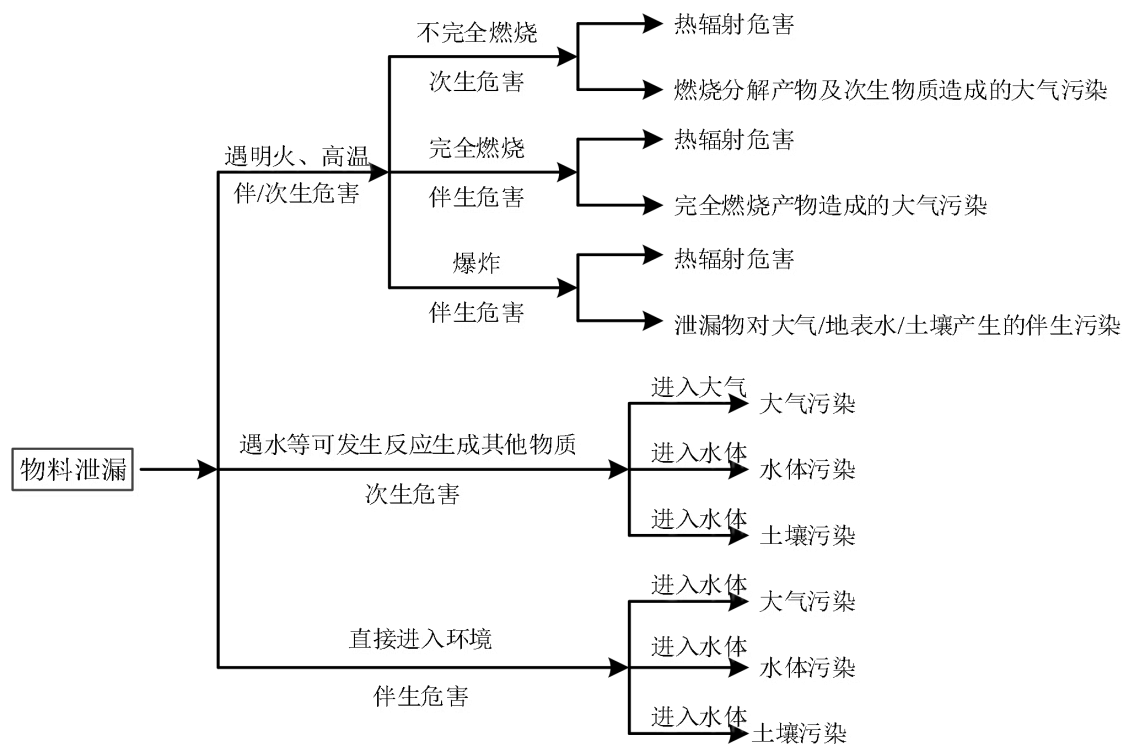 不完全燃烧
次生危害
热辐射危害
燃烧分解产物及次生物质造成的大气污染
遇明火、高温
伴/次生危害
完全燃烧
伴生危害
热辐射危害
完全燃烧产物造成的大气污染
爆炸
伴生危害
热辐射危害
泄漏物对大气/地表水/土壤产生的伴生污染
物料泄漏
遇水等可发生反应生成其他物质
次生危害
进入大气
大气污染
进入水体
水体污染
进入水体
土壤污染
直接进入环境
伴生危害
进入水体
大气污染
进入水体
水体污染
进入水体
土壤污染